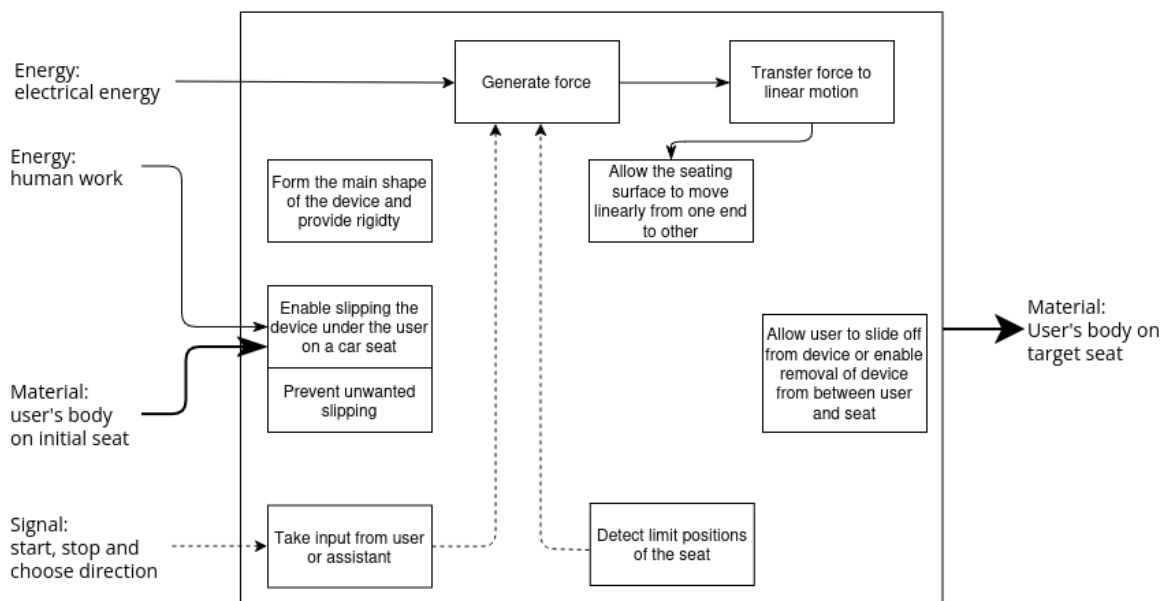 Energy:
electrical energy
Generate force
Transfer force to
linear motion
Energy:
human work
Form the main shape
of the device and
provide rigidty
Allow the seating
surface to move
linearly from one end
to other
Enable slipping the
device under the user
on a car seat
Prevent unwanted
slipping
Allow user to slide off
from device or enable
removal of device
from between user
and seat
Material:
User's body on
target seat
Material:
user's body
on initial seat
Signal:
start, stop and
choose direction
Take input from user
or assistant
Detect limit positions
of the seat